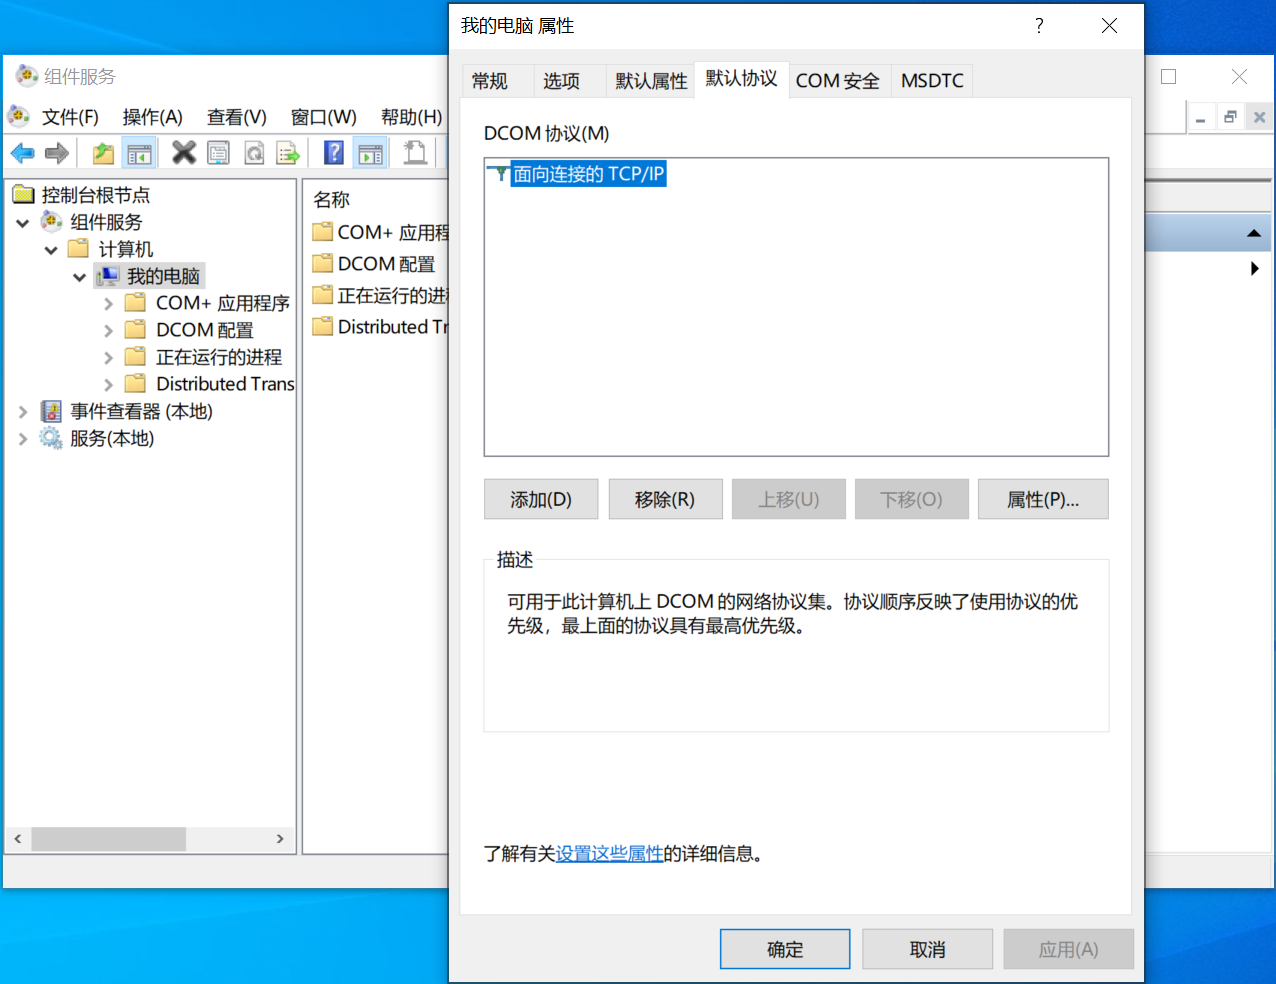 组件服务
文件(F) 操作(A) 查看(V) 窗口(W) 帮助(H)
控制台根节点
组件服务
计算机
我的电脑
COM+ 应用程序
DCOM 配置
正在运行的进程
Distributed Trans
事件查看器 (本地)
服务(本地)
名称
COM+ 应用程
DCOM 配置
正在运行的进
Distributed Tr
我的电脑 属性
常规 选项 默认属性 默认协议 COM 安全 MSDTC
DCOM 协议(M)
面向连接的 TCP/IP
添加(D) 移除(R) 上移(U) 下移(O) 属性(P)...
描述
可用于此计算机上 DCOM 的网络协议集。协议顺序反映了使用协议的优
先级，最上面的协议具有最高优先级。
了解有关设置这些属性的详细信息。
确定 取消 应用(A)